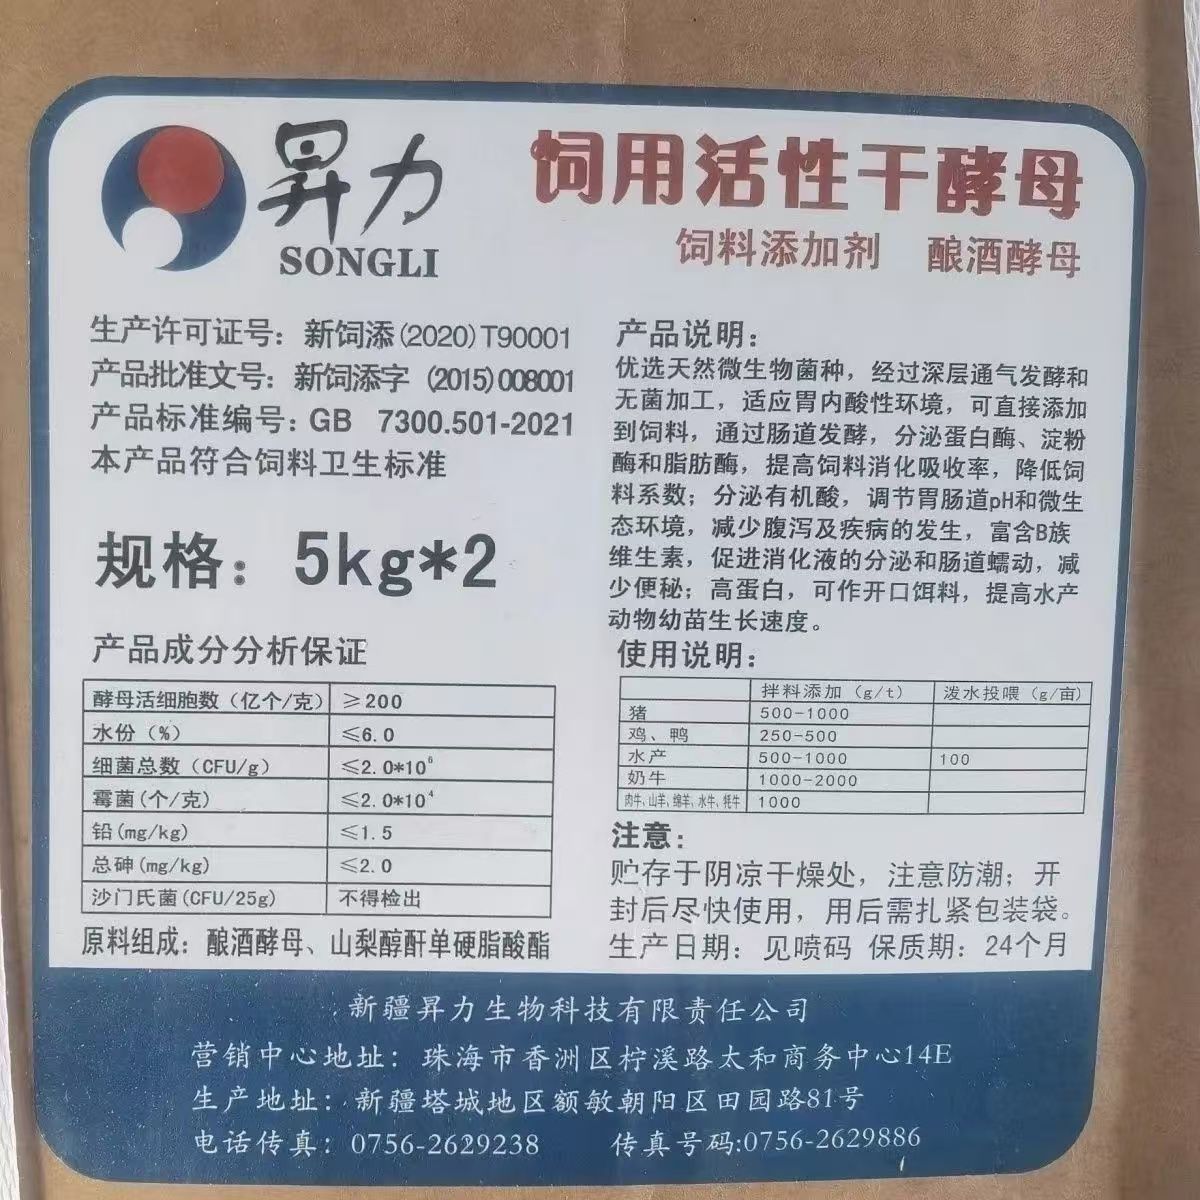 昇力
SONGLI
饲用活性干酵母
饲料添加剂 酿酒酵母
生产许可证号：新饲添(2020)T90001
产品批准文号：新饲添字 (2015)008001
产品标准编号：GB 7300.501-2021
本产品符合饲料卫生标准
规格：5kg*2
产品成分分析保证
酵母活细胞数（亿个/克） ≥200
水份（%） ≤6.0
细菌总数（CFU/g） ≤2.0*10⁶
霉菌(个/克) ≤2.0*10⁴
铅(mg/kg) ≤1.5
总砷(mg/kg) ≤2.0
沙门氏菌(CFU/25g) 不得检出
原料组成：酿酒酵母、山梨醇酐单硬脂酸酯
产品说明：
优选天然微生物菌种，经过深层通气发酵和
无菌加工，适应胃内酸性环境，可直接添加
到饲料，通过肠道发酵，分泌蛋白酶、淀粉
酶和脂肪酶，提高饲料消化吸收率，降低饲
料系数；分泌有机酸，调节胃肠道pH和微生
态环境，减少腹泻及疾病的发生，富含B族
维生素，促进消化液的分泌和肠道蠕动，减
少便秘；高蛋白，可作开口饵料，提高水产
动物幼苗生长速度。
使用说明：
拌料添加（g/t） 泼水投喂（g/亩）
猪 500-1000
鸡、鸭 250-500
水产 500-1000 100
奶牛 1000-2000
肉牛、山羊、绵羊、水牛、牦牛 1000
注意：
贮存于阴凉干燥处，注意防潮；开
封后尽快使用，用后需扎紧包装袋。
生产日期：见喷码 保质期：24个月
新疆昇力生物科技有限责任公司
营销中心地址：珠海市香洲区柠溪路太和商务中心14E
生产地址：新疆塔城地区额敏朝阳区田园路81号
电话传真：0756-2629238 传真号码:0756-2629886